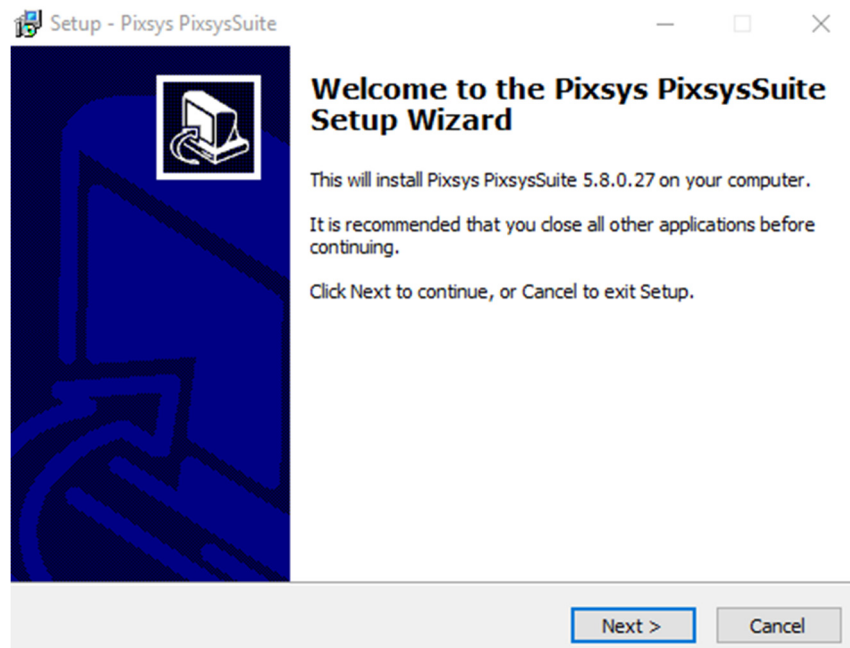 Setup - Pixsys PixsysSuite
Welcome to the Pixsys PixsysSuite
Setup Wizard
This will install Pixsys PixsysSuite 5.8.0.27 on your computer.
It is recommended that you close all other applications before
continuing.
Click Next to continue, or Cancel to exit Setup.
Next >
Cancel